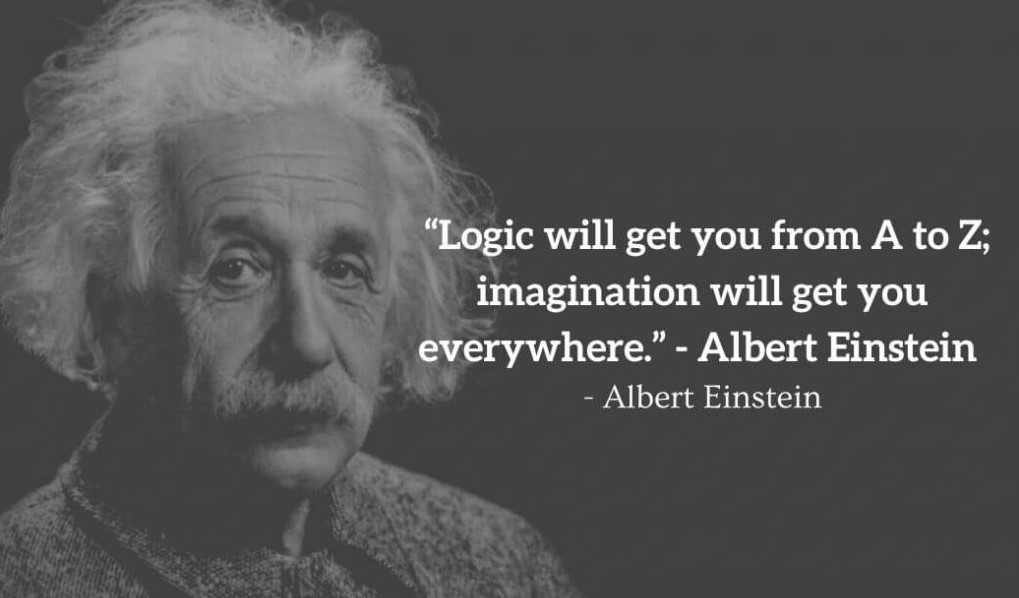 “Logic will get you from A to Z;
imagination will get you
everywhere.” - Albert Einstein
- Albert Einstein